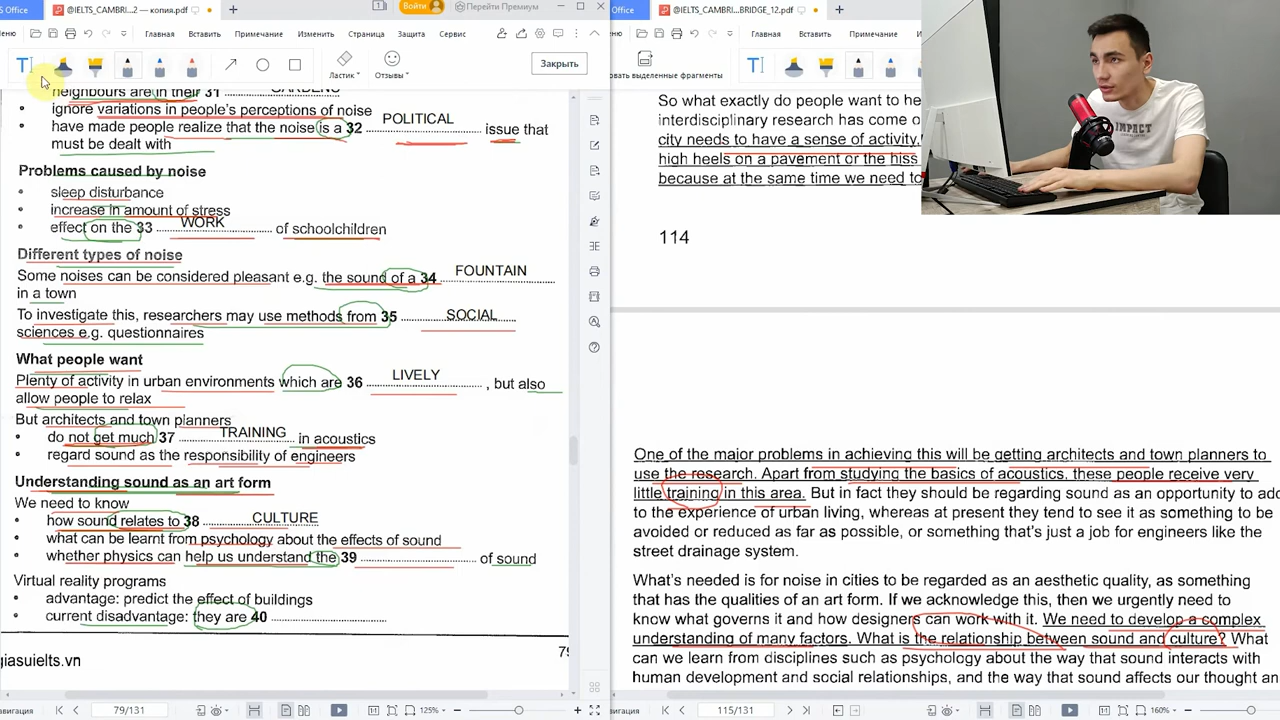 s Office
@IELTS_CAMBRI...2 — копия.pdf
Войти
Перейти Премиум
Office
@IELTS_CAMBRI...BRIDGE_12.pdf
Главная Вставить Примечание Изменить Страница Защита Сервис
Главная Вставить Примечание
Ластик
Отзывы
Закрыть
овать выделенные фрагменты
neighbours are in their 31 GARDENS
• ignore variations in people's perceptions of noise
• have made people realize that the noise is a 32 POLITICAL issue that
must be dealt with
Problems caused by noise
• sleep disturbance
• increase in amount of stress
• effect on the 33 WORK of schoolchildren
Different types of noise
Some noises can be considered pleasant e.g. the sound of a 34 FOUNTAIN
in a town
To investigate this, researchers may use methods from 35 SOCIAL
sciences e.g. questionnaires
What people want
Plenty of activity in urban environments which are 36 LIVELY, but also
allow people to relax
But architects and town planners
• do not get much 37 TRAINING in acoustics
• regard sound as the responsibility of engineers
Understanding sound as an art form
We need to know
• how sound relates to 38 CULTURE
• what can be learnt from psychology about the effects of sound
• whether physics can help us understand the 39 ........ of sound
Virtual reality programs
• advantage: predict the effect of buildings
• current disadvantage: they are 40 ........
giasuielts.vn
79
79/131
125%
So what exactly do people want to he
interdisciplinary research has come o
city needs to have a sense of activity,
high heels on a pavement or the hiss
because at the same time we need to
IMPACT
114
One of the major problems in achieving this will be getting architects and town planners to
use the research. Apart from studying the basics of acoustics, these people receive very
little training in this area. But in fact they should be regarding sound as an opportunity to add
to the experience of urban living, whereas at present they tend to see it as something to be
avoided or reduced as far as possible, or something that's just a job for engineers like the
street drainage system.
What's needed is for noise in cities to be regarded as an aesthetic quality, as something
that has the qualities of an art form. If we acknowledge this, then we urgently need to
know what governs it and how designers can work with it. We need to develop a complex
understanding of many factors. What is the relationship between sound and culture? What
can we learn from disciplines such as psychology about the way that sound interacts with
human development and social relationships, and the way that sound affects our thought an
вигация
115/131
160%